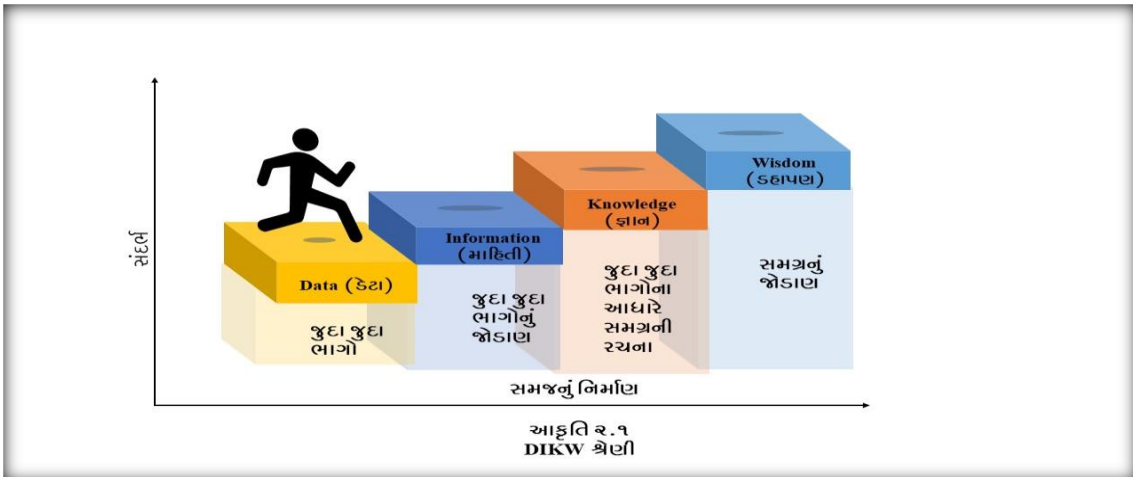 સંદર્ભ
Data (ડેટા)
જુદા જુદા
ભાગો
Information
(માહિતી)
જુદા જુદા
ભાગોનું
જોડાણ
Knowledge
(જ્ઞાન)
જુદા જુદા
ભાગોના
આધારે
સમગ્રની
રચના
Wisdom
(ડહાપણ)
સમગ્રનું
જોડાણ
સમજનું નિર્માણ
આકૃતિ ૨.૧
DIKW શ્રેણી